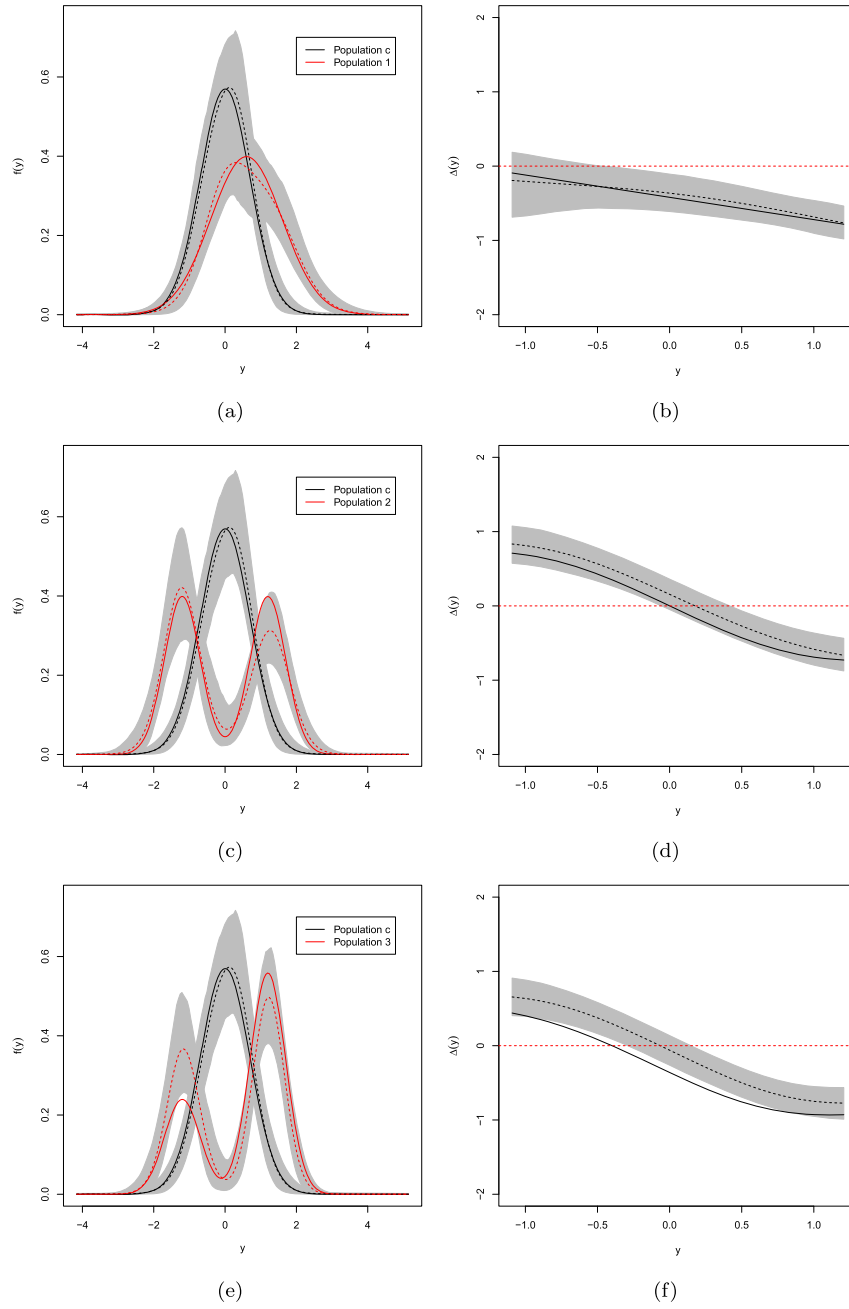 Population c
Population 1
f(y)
0.0 0.2 0.4 0.6
−4 −2 0 2 4
y
(a)
Δ(y)
−2 −1 0 1 2
−1.0 −0.5 0.0 0.5 1.0
y
(b)
Population c
Population 2
f(y)
0.0 0.2 0.4 0.6
−4 −2 0 2 4
y
(c)
Δ(y)
−2 −1 0 1 2
−1.0 −0.5 0.0 0.5 1.0
y
(d)
Population c
Population 3
f(y)
0.0 0.2 0.4 0.6
−4 −2 0 2 4
y
(e)
Δ(y)
−2 −1 0 1 2
−1.0 −0.5 0.0 0.5 1.0
y
(f)